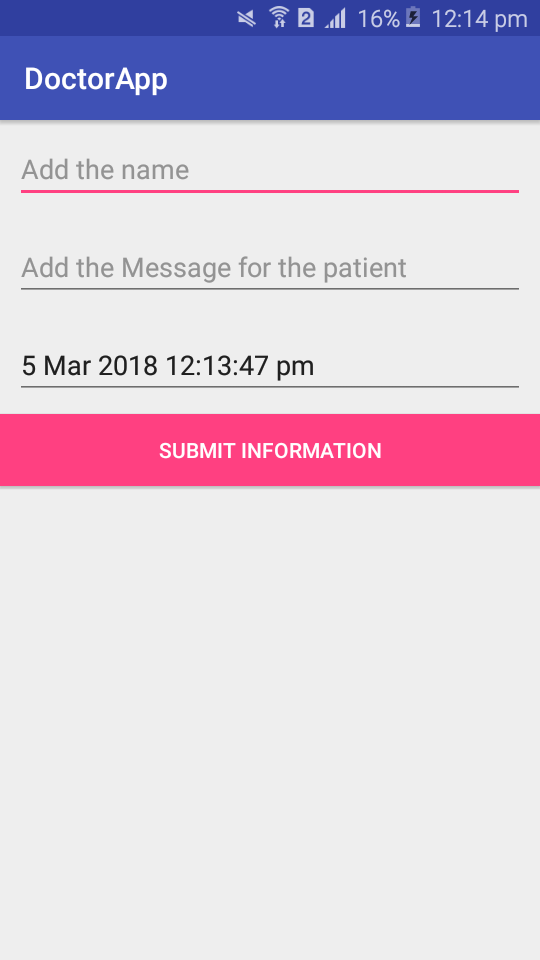 2 16% 12:14 pm
DoctorApp
Add the name
Add the Message for the patient
5 Mar 2018 12:13:47 pm
SUBMIT INFORMATION